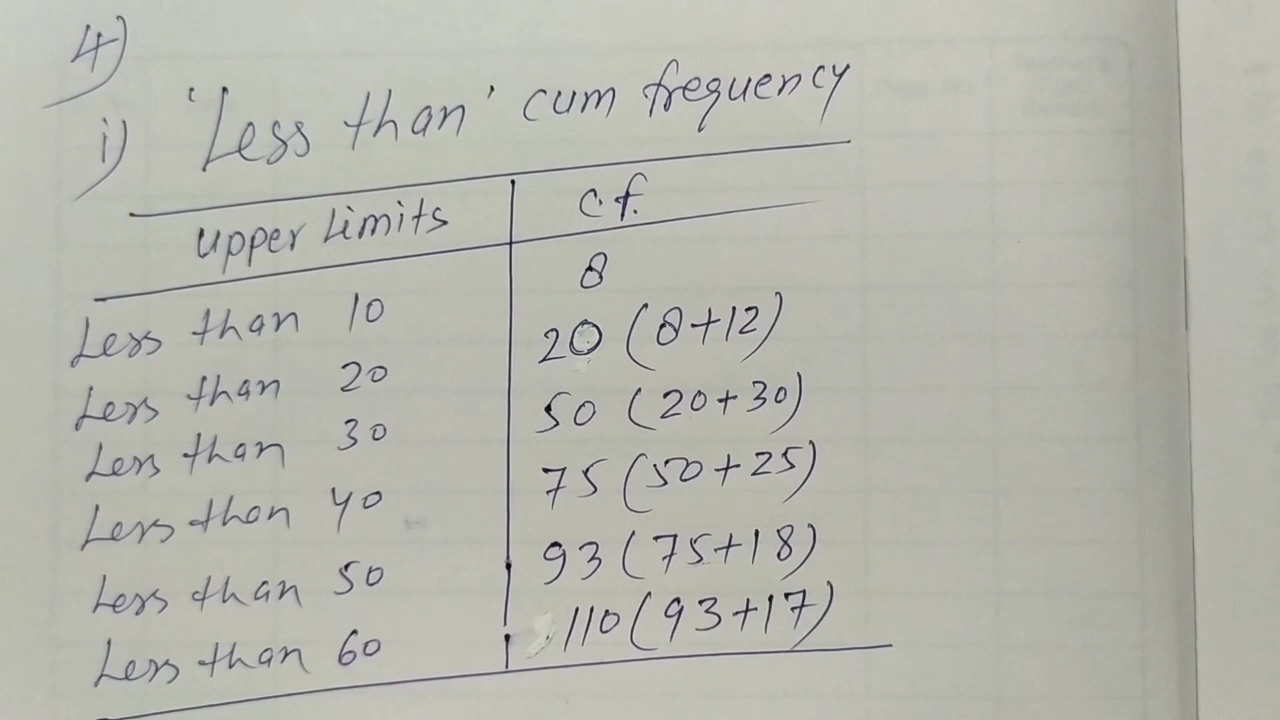 4)
i) 'Less than' cum frequency
Upper Limits c.f.
Less than 10 8
Less than 20 20 (8+12)
Less than 30 50 (20+30)
Less than 40 75 (50+25)
Less than 50 93 (75+18)
Less than 60 110 (93+17)